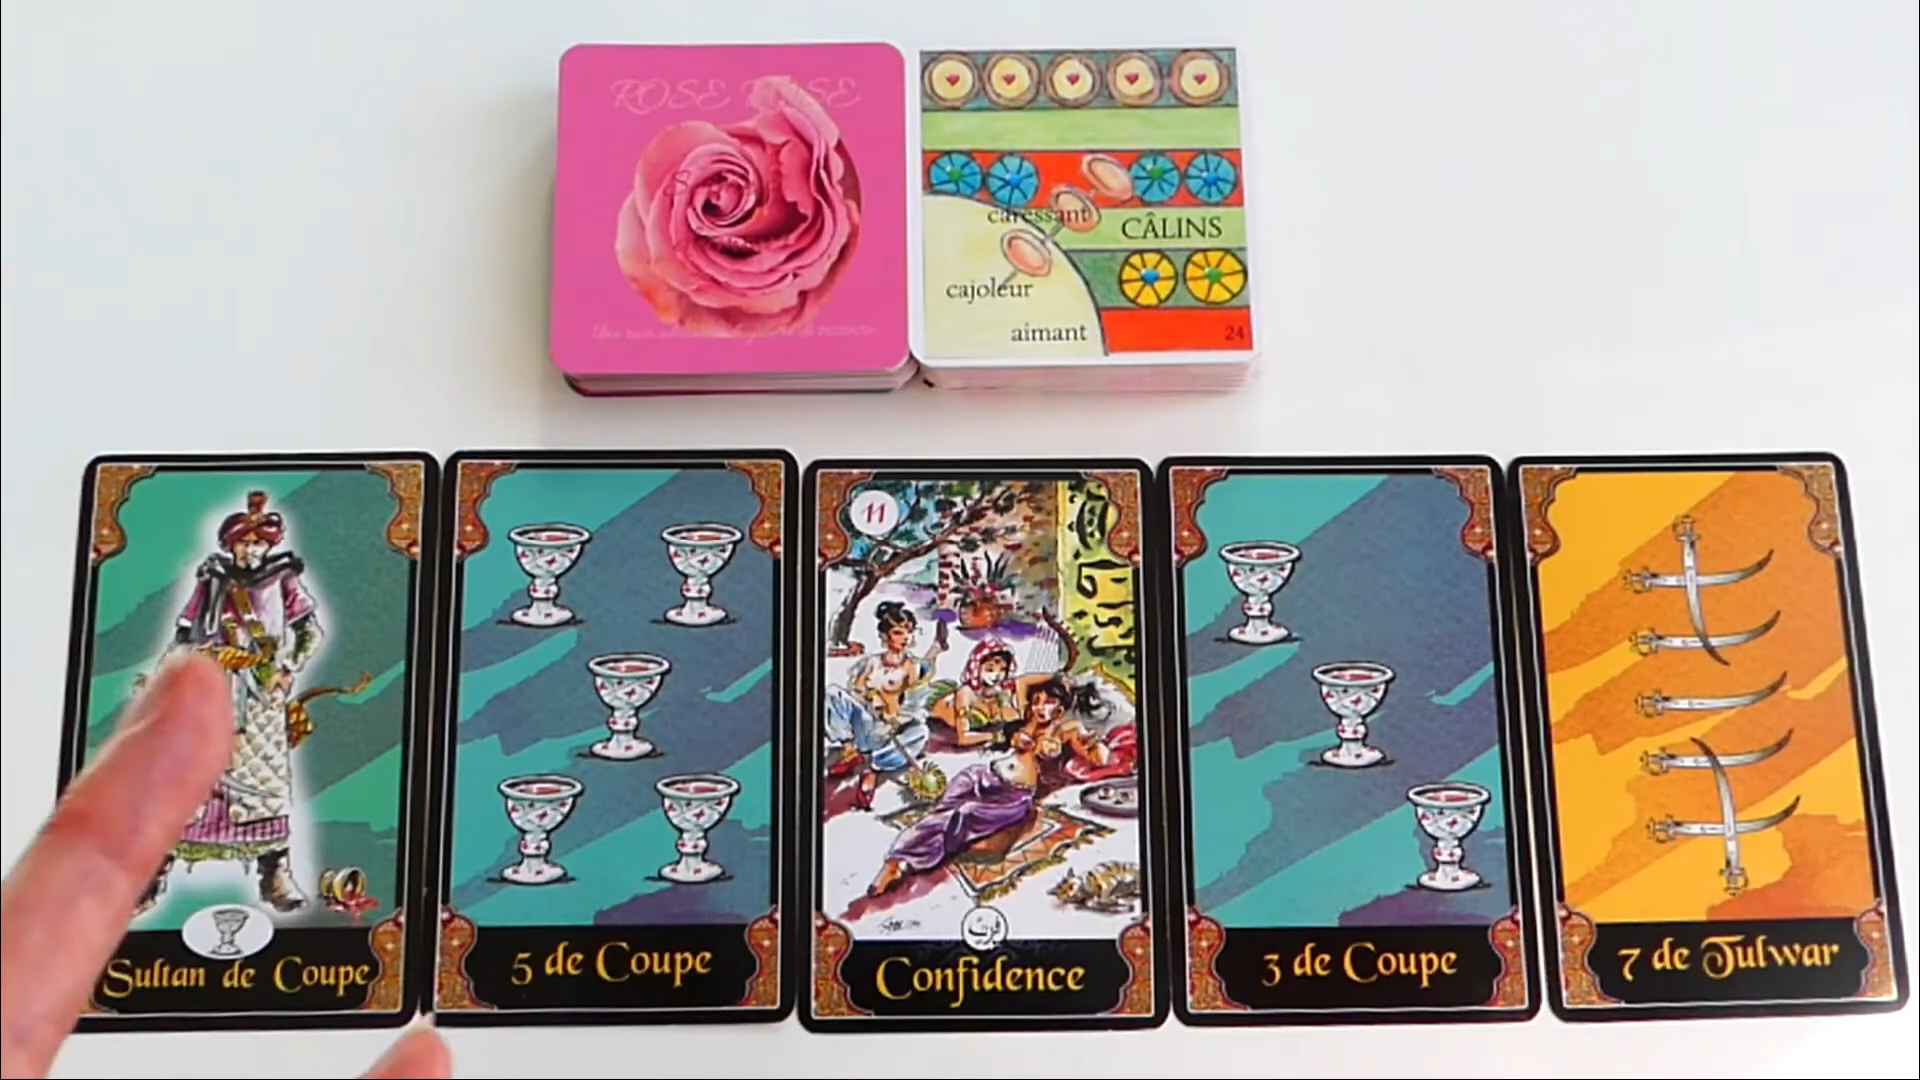 ROSE ROSE
caressant
CÂLINS
cajoleur
aimant
24
11
Sultan de Coupe
5 de Coupe
Confidence
3 de Coupe
7 de Tulwar